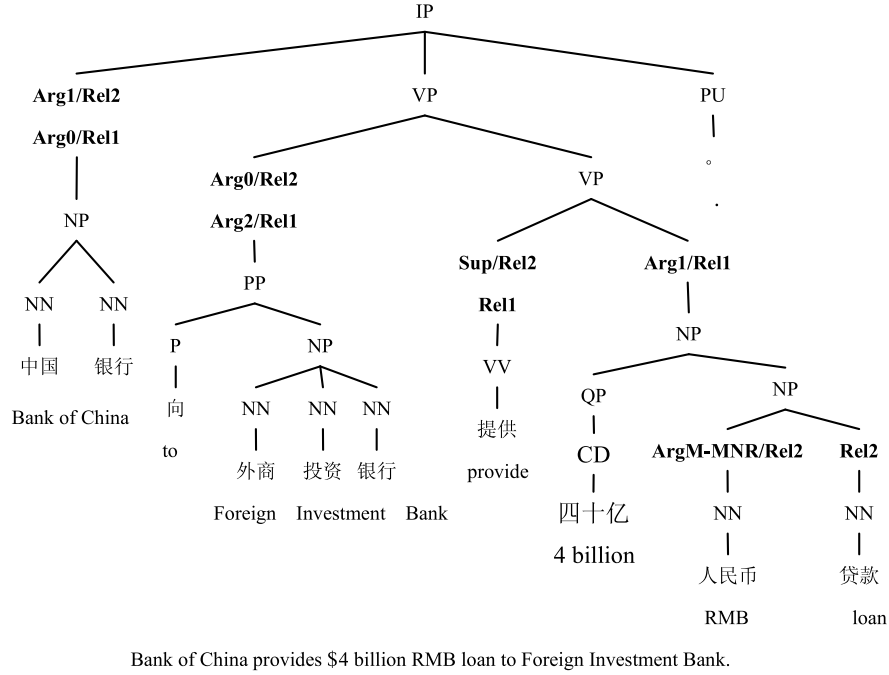 IP
Arg1/Rel2 VP PU
Arg0/Rel1
Arg0/Rel2 VP 。
Arg2/Rel1 .
NP
Sup/Rel2 Arg1/Rel1
PP
NN NN Rel1
P NP NP
中国 银行 VV
QP NP
Bank of China 向 NN NN NN
提供
to CD ArgM-MNR/Rel2 Rel2
外商 投资 银行 provide
Foreign Investment Bank 四十亿 NN NN
4 billion
人民币 贷款
RMB loan
Bank of China provides $4 billion RMB loan to Foreign Investment Bank.